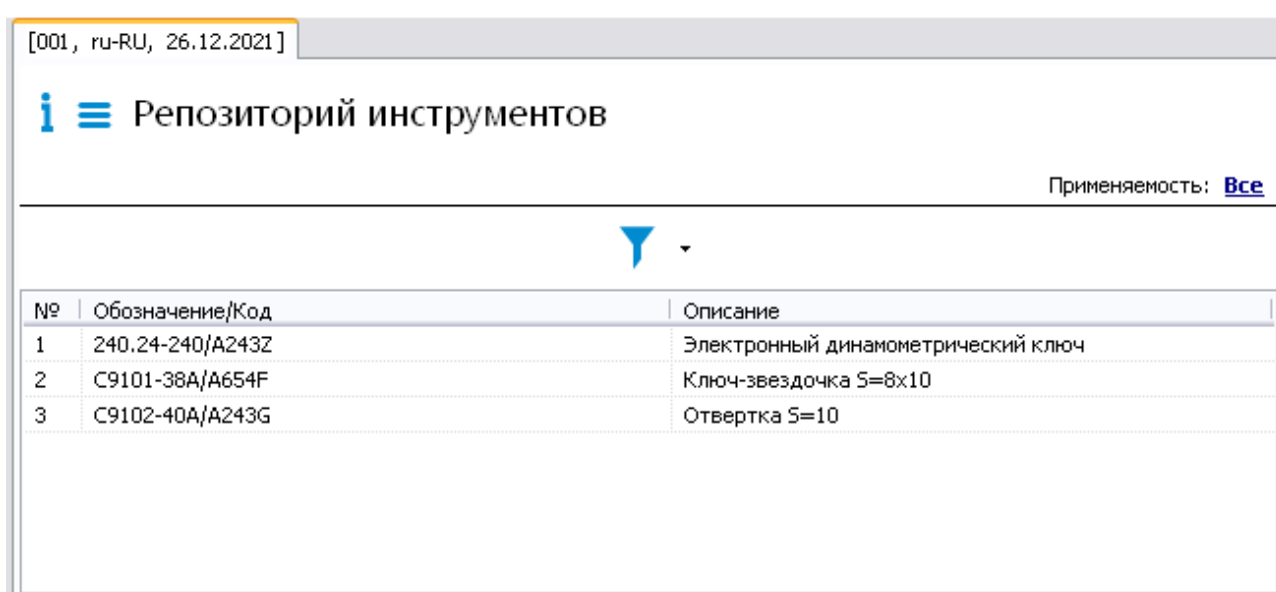 [001, ru-RU, 26.12.2021]
Репозиторий инструментов
Применяемость: Все
№ Обозначение/Код Описание
1 240.24-240/A243Z Электронный динамометрический ключ
2 C9101-38A/A654F Ключ-звездочка S=8x10
3 C9102-40A/A243G Отвертка S=10